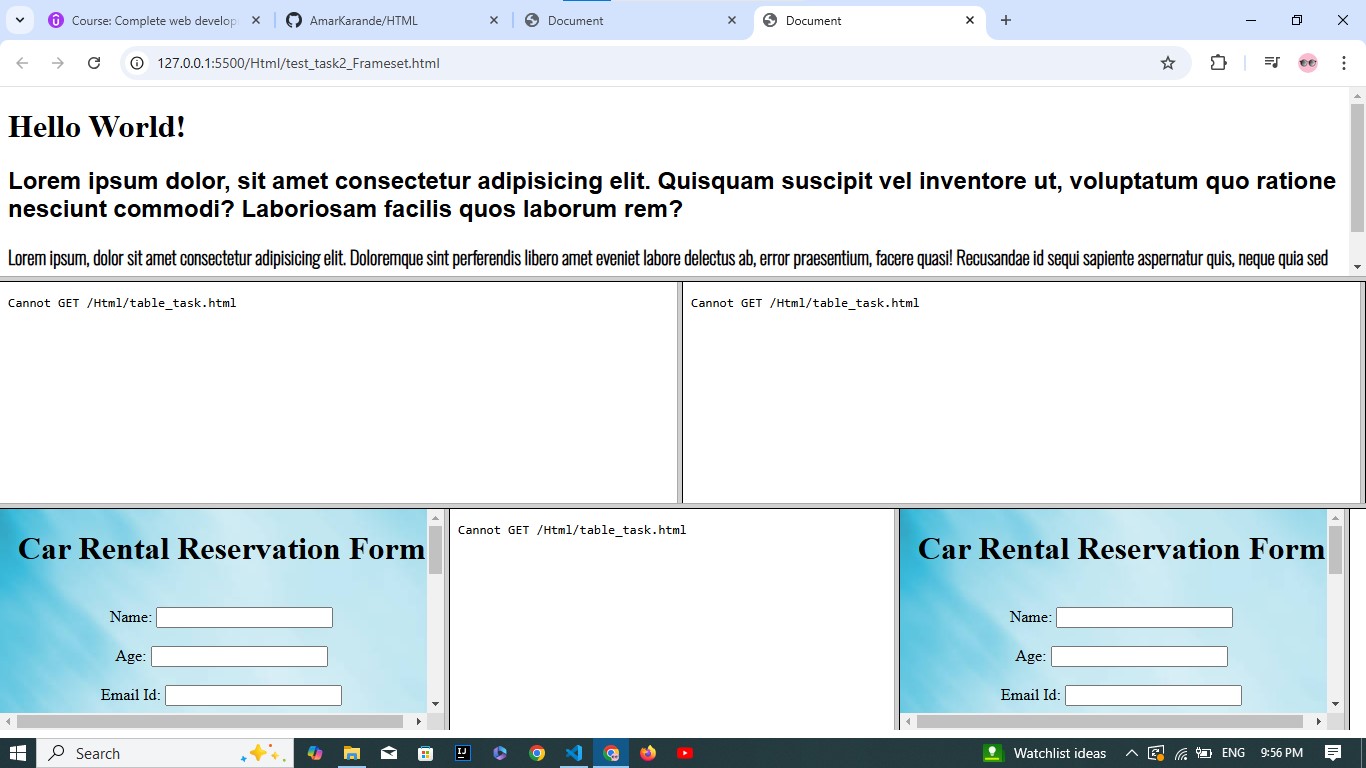 Course: Complete web develop
AmarKarande/HTML
Document
Document
127.0.0.1:5500/Html/test_task2_Frameset.html
Hello World!
Lorem ipsum dolor, sit amet consectetur adipisicing elit. Quisquam suscipit vel inventore ut, voluptatum quo ratione
nesciunt commodi? Laboriosam facilis quos laborum rem?
Lorem ipsum, dolor sit amet consectetur adipisicing elit. Doloremque sint perferendis libero amet eveniet labore delectus ab, error praesentium, facere quasi! Recusandae id sequi sapiente aspernatur quis, neque quia sed
Cannot GET /Html/table_task.html
Cannot GET /Html/table_task.html
Car Rental Reservation Form
Name:
Age:
Email Id:
Cannot GET /Html/table_task.html
Car Rental Reservation Form
Name:
Age:
Email Id:
Search
Watchlist ideas
ENG
9:56 PM